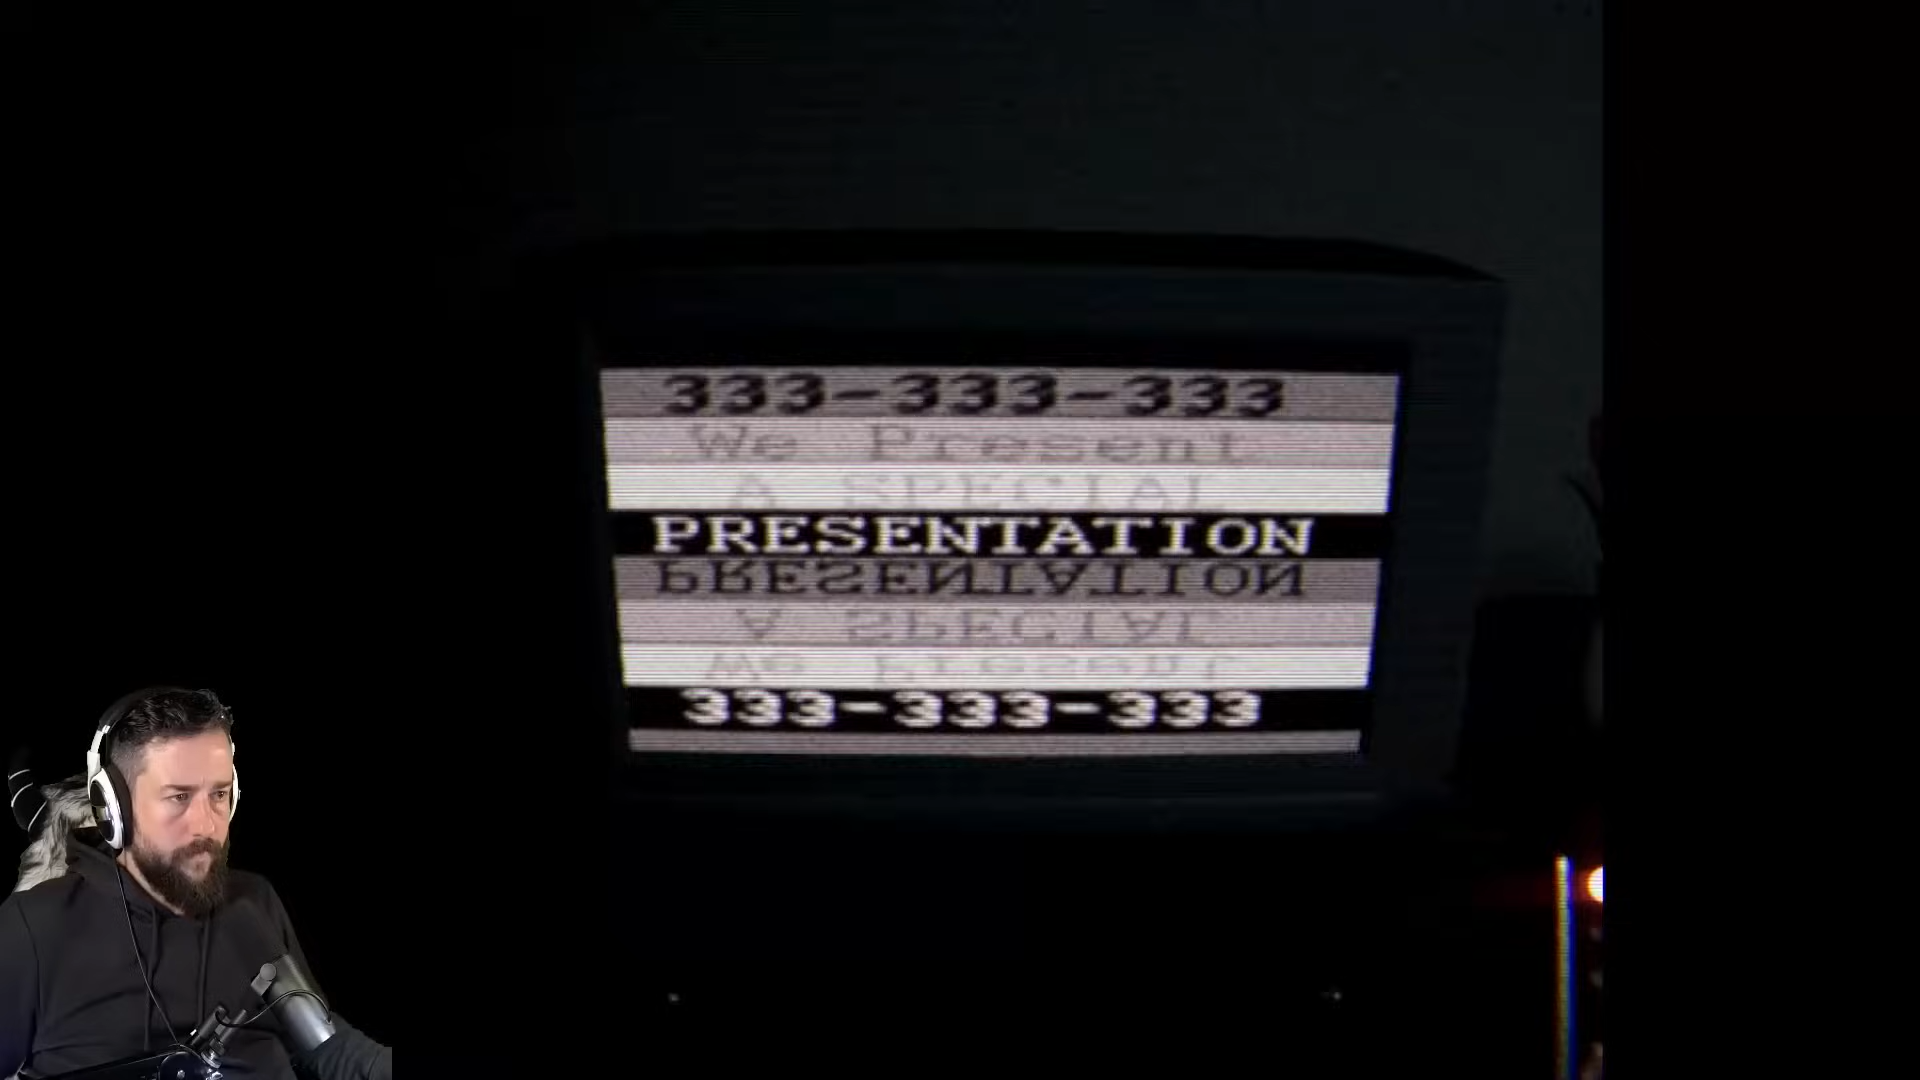 333-333-333
We Present
A SPECIAL
PRESENTATION
PRESENTATION
A SPECIAL
We Present
333-333-333